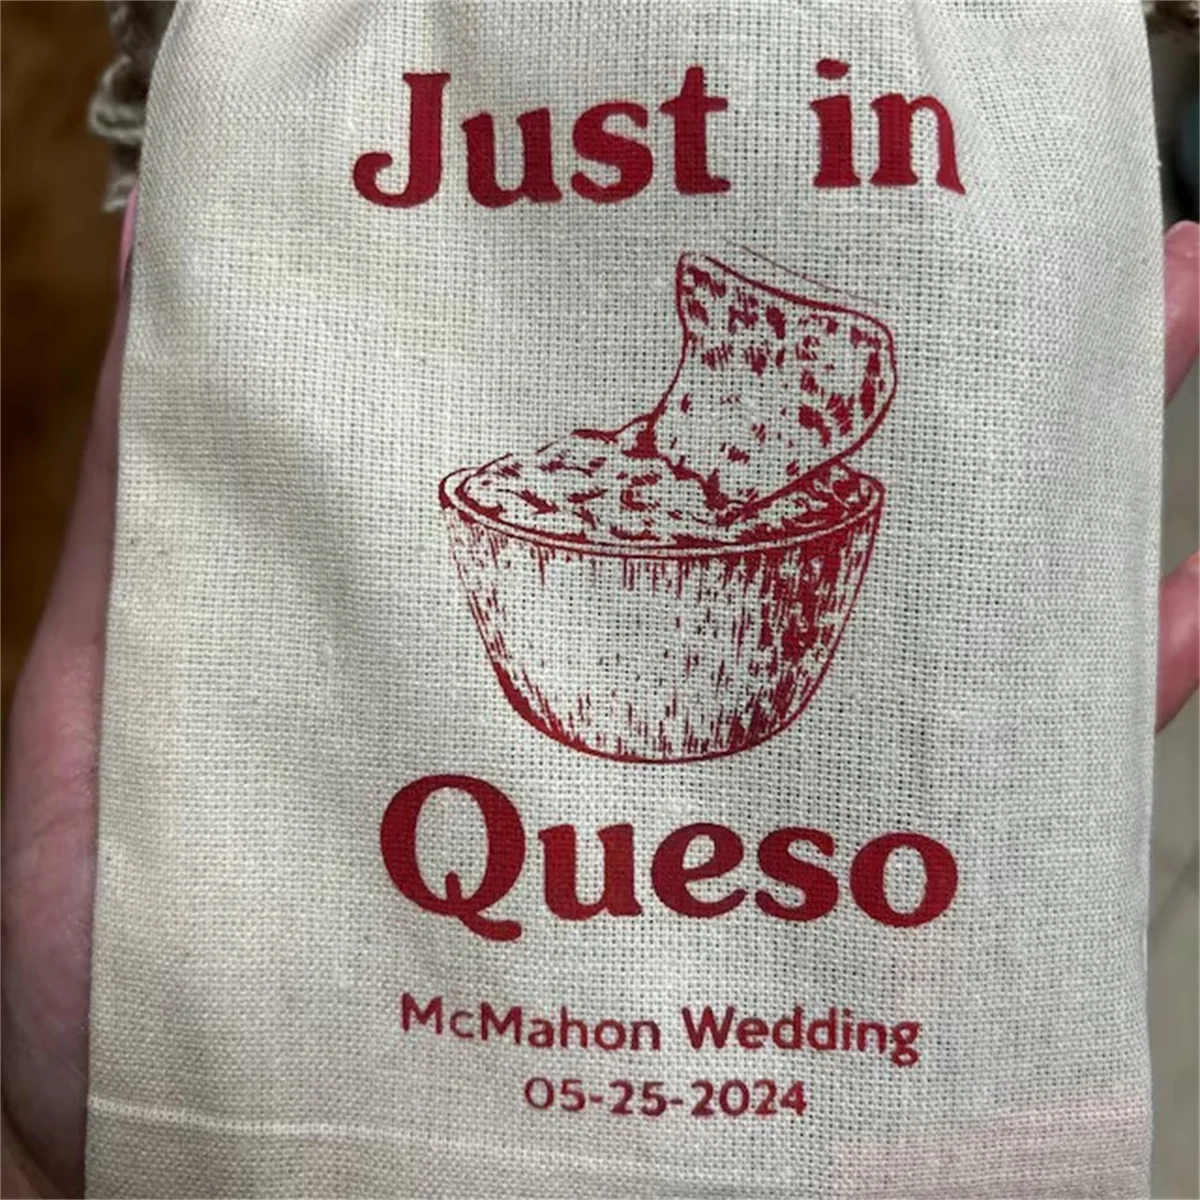 Just in
Queso
McMahon Wedding
05-25-2024